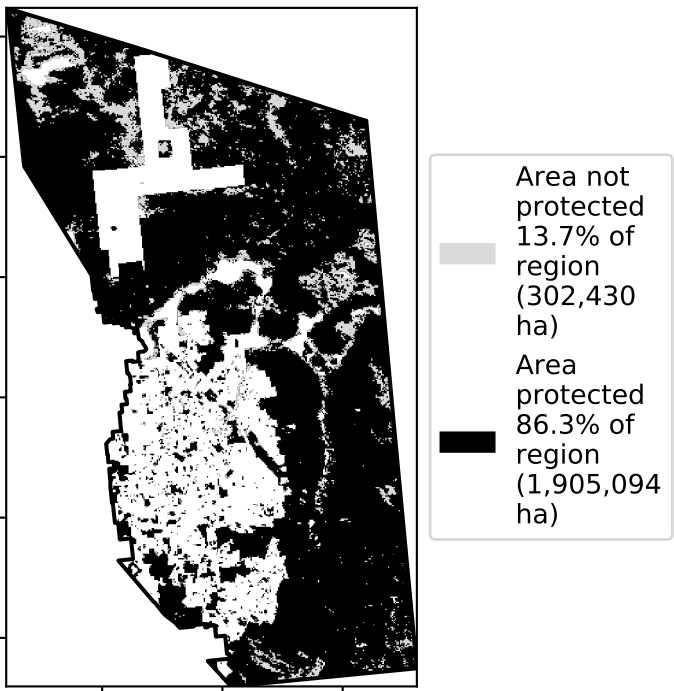 Area not
protected
13.7% of
region
(302,430
ha)
Area
protected
86.3% of
region
(1,905,094
ha)